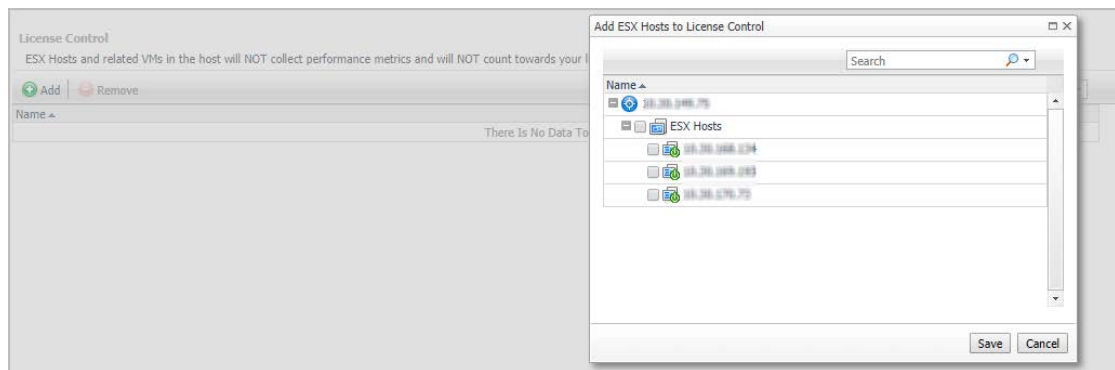 License Control
ESX Hosts and related VMs in the host will NOT collect performance metrics and will NOT count towards your
Add
Remove
Name
There Is No Data To
Add ESX Hosts to License Control
Search
Name
ESX Hosts
Save
Cancel